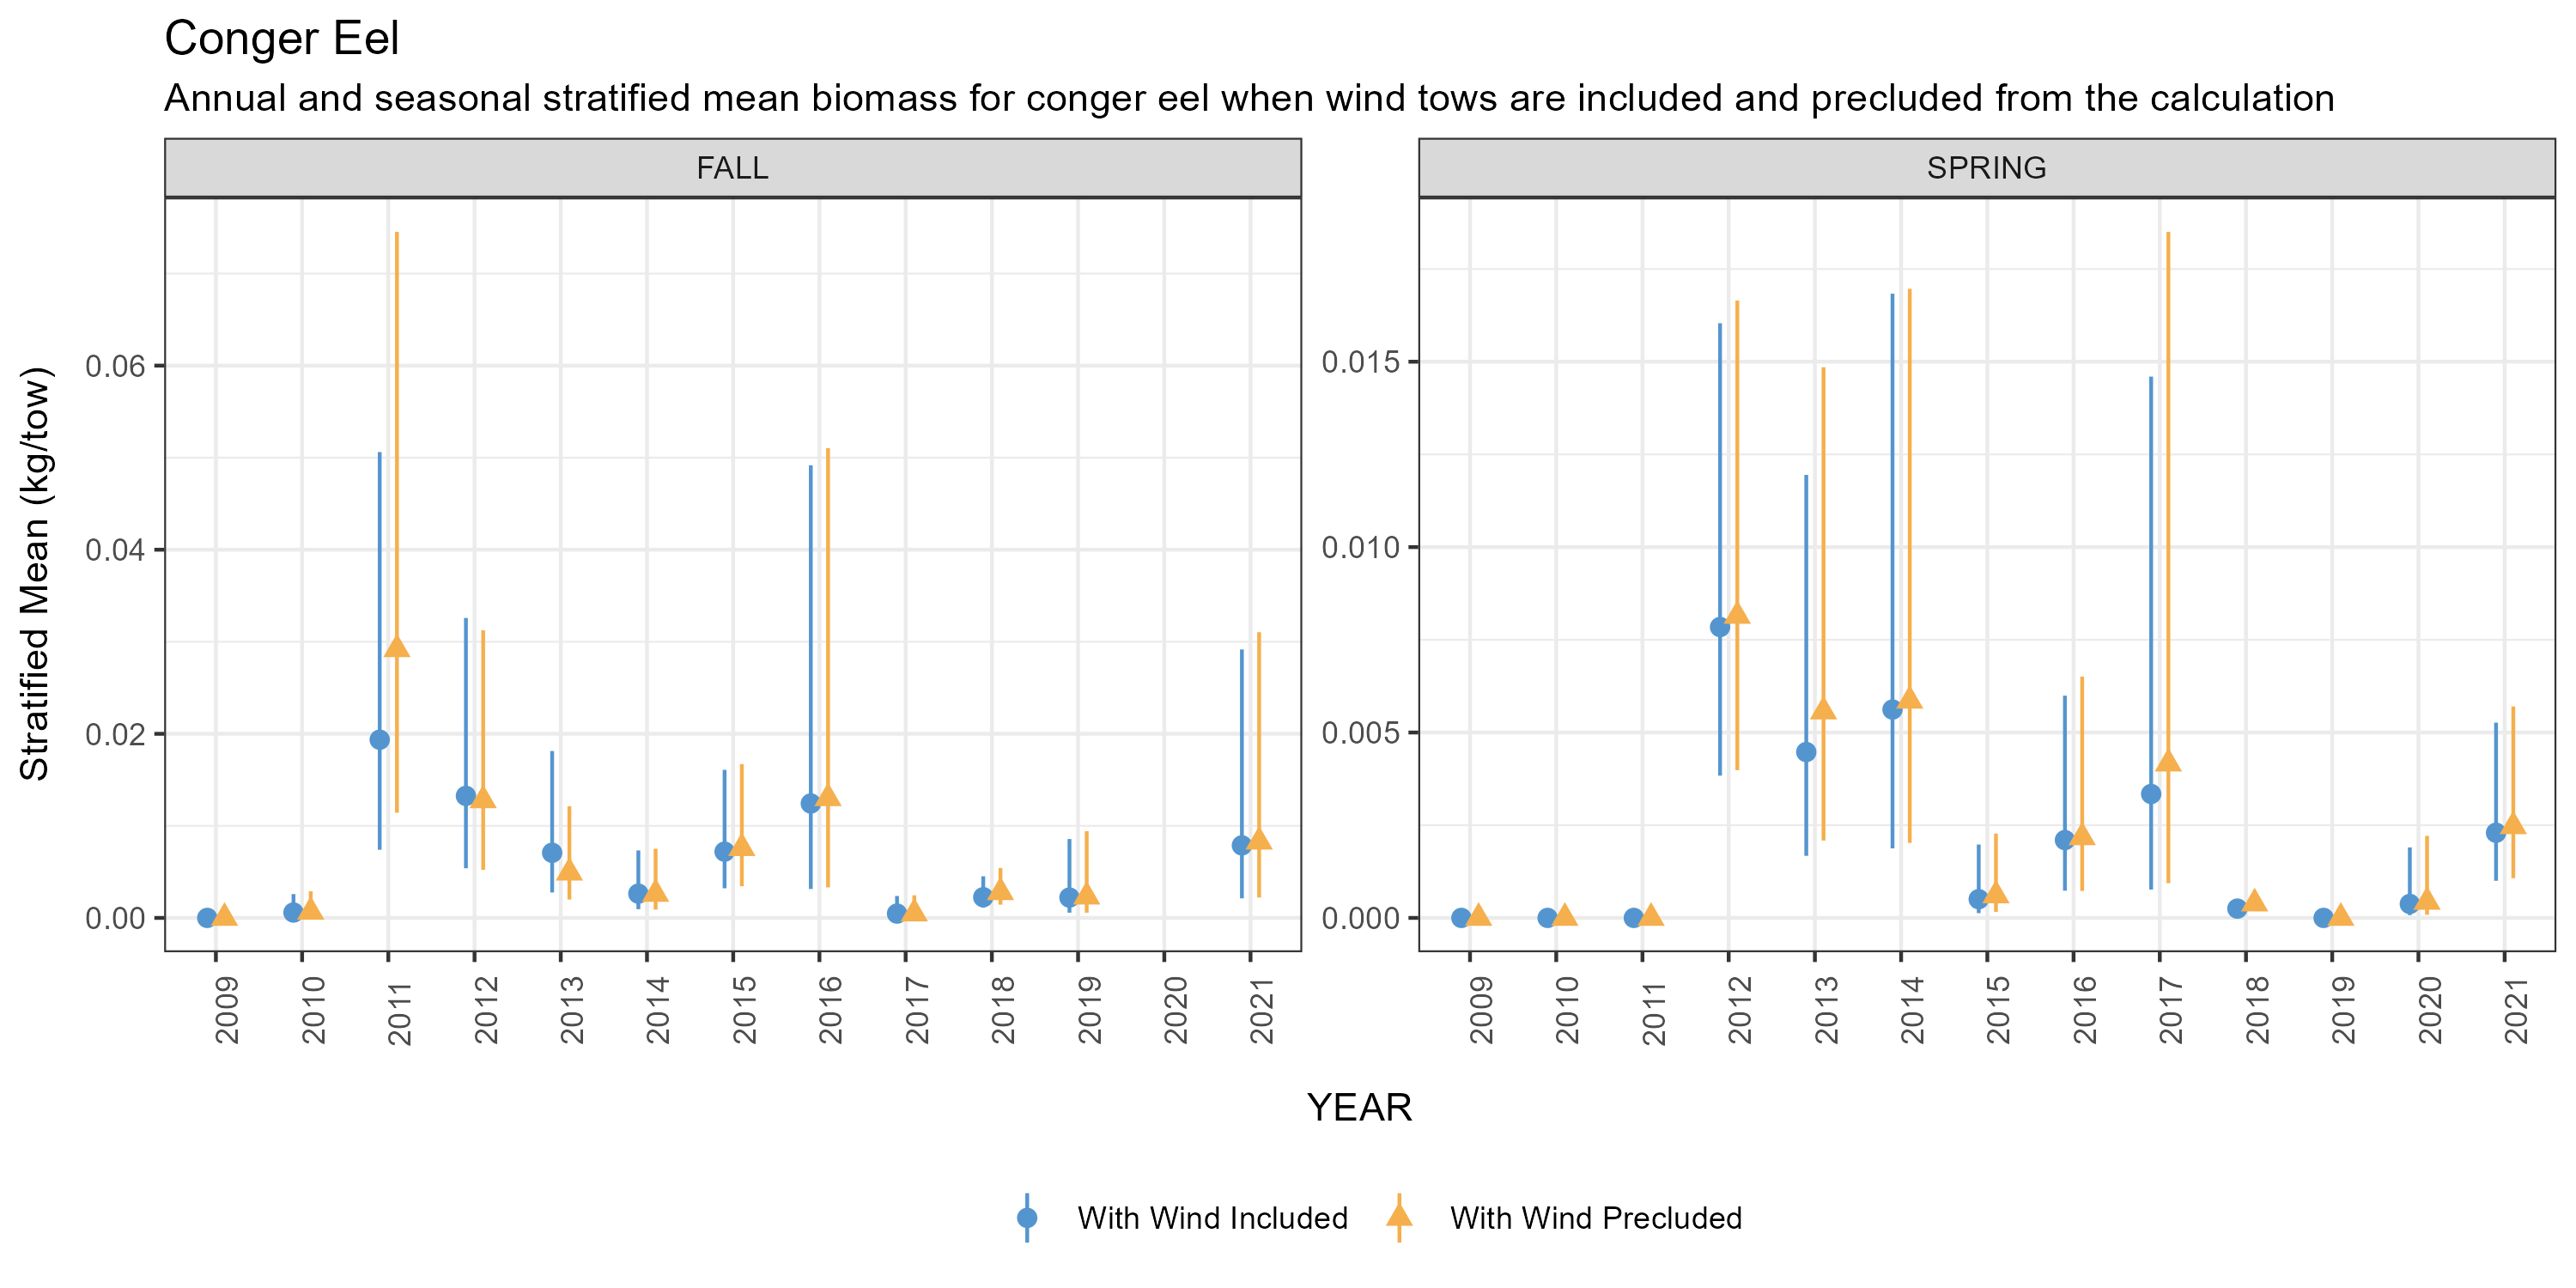 Conger Eel
Annual and seasonal stratified mean biomass for conger eel when wind tows are included and precluded from the calculation
FALL
SPRING
Stratified Mean (kg/tow)
0.06
0.04
0.02
0.00
0.015
0.010
0.005
0.000
2009 2010 2011 2012 2013 2014 2015 2016 2017 2018 2019 2020 2021
2009 2010 2011 2012 2013 2014 2015 2016 2017 2018 2019 2020 2021
YEAR
With Wind Included With Wind Precluded